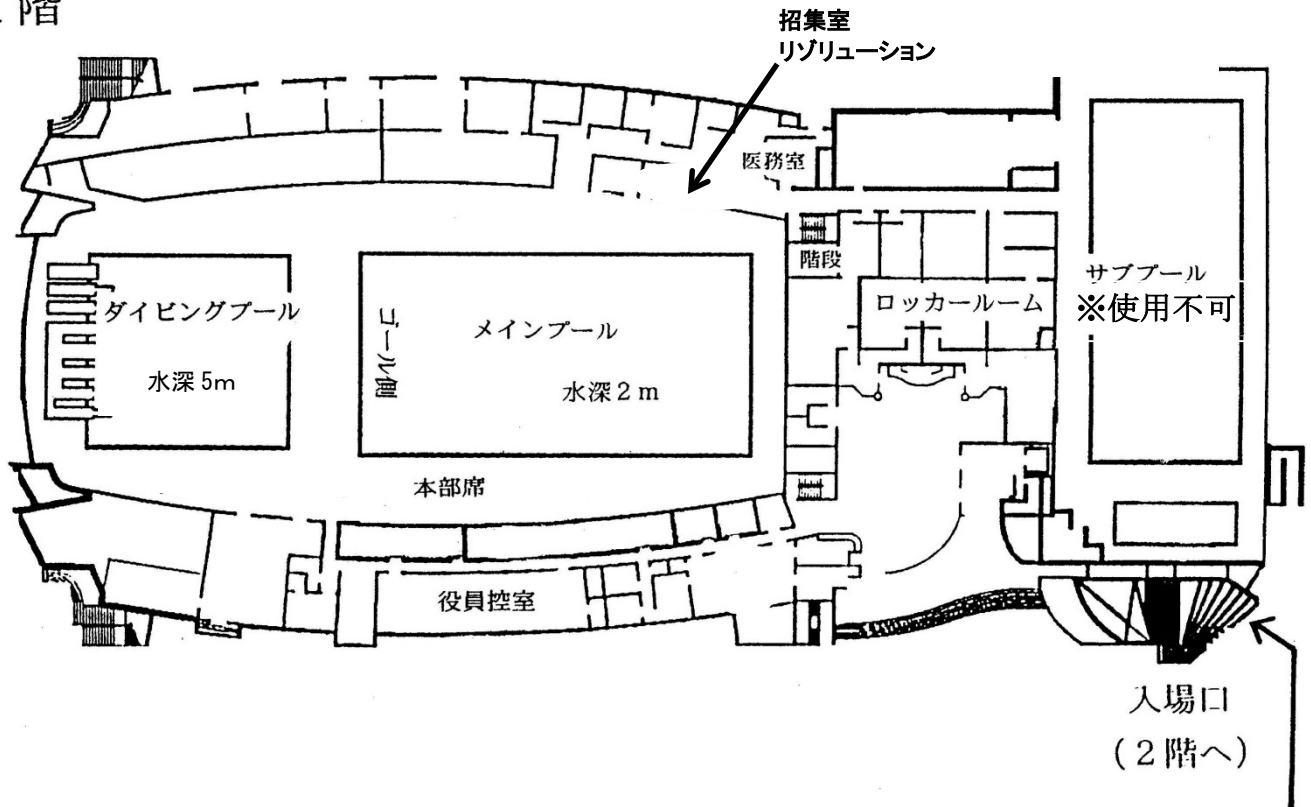 階
招集室
リゾリューション
医務室
階段
サブプール
※使用不可
ロッカールーム
ダイビングプール
水深5m
ゴール側
メインプール
水深2m
本部席
役員控室
入場口
(2階へ)